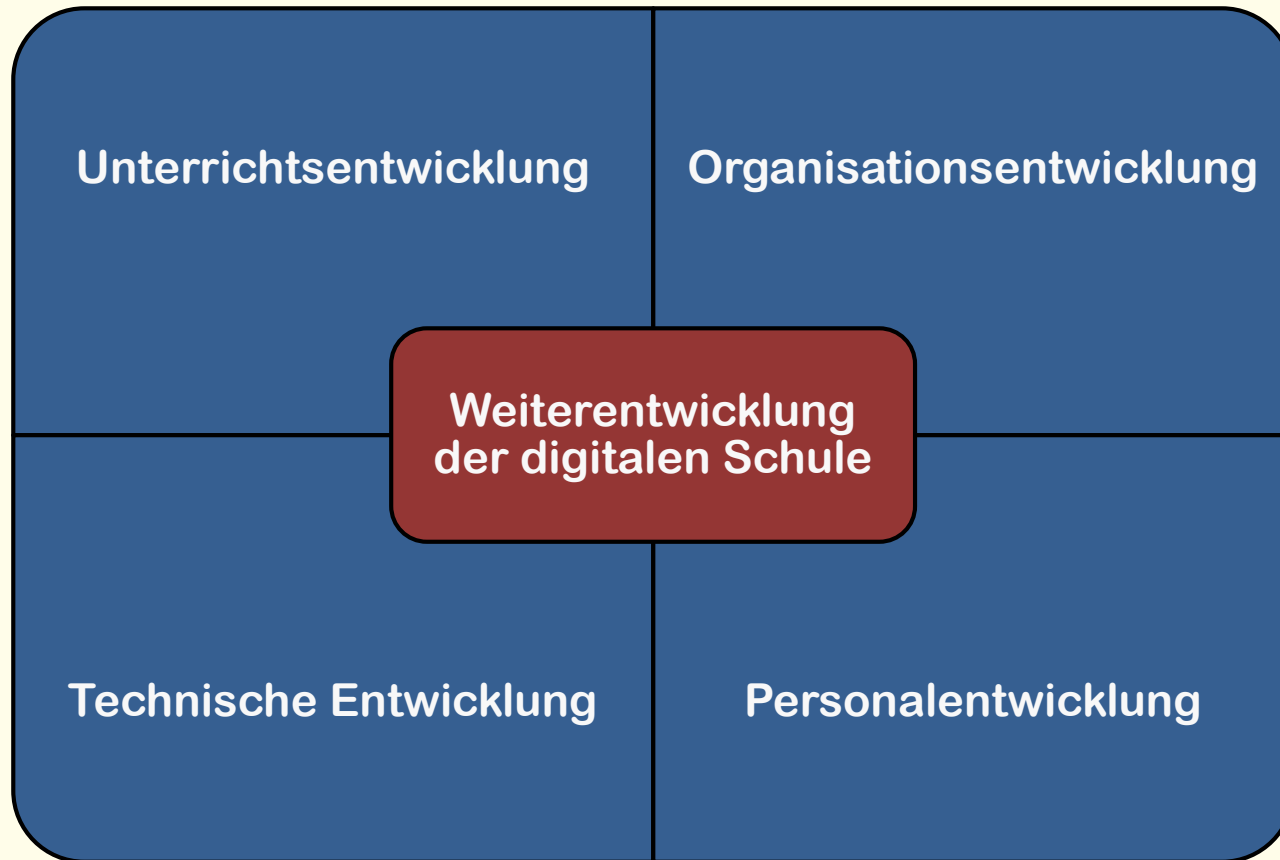 Unterrichtsentwicklung
Organisationsentwicklung
Weiterentwicklung
der digitalen Schule
Technische Entwicklung
Personalentwicklung